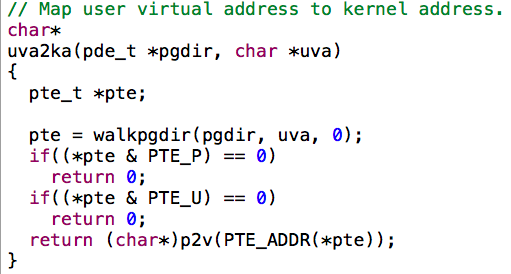 // Map user virtual address to kernel address.
char*
uva2ka(pde_t *pgdir, char *uva)
{
  pte_t *pte;

  pte = walkpgdir(pgdir, uva, 0);
  if((*pte & PTE_P) == 0)
    return 0;
  if((*pte & PTE_U) == 0)
    return 0;
  return (char*)p2v(PTE_ADDR(*pte));
}